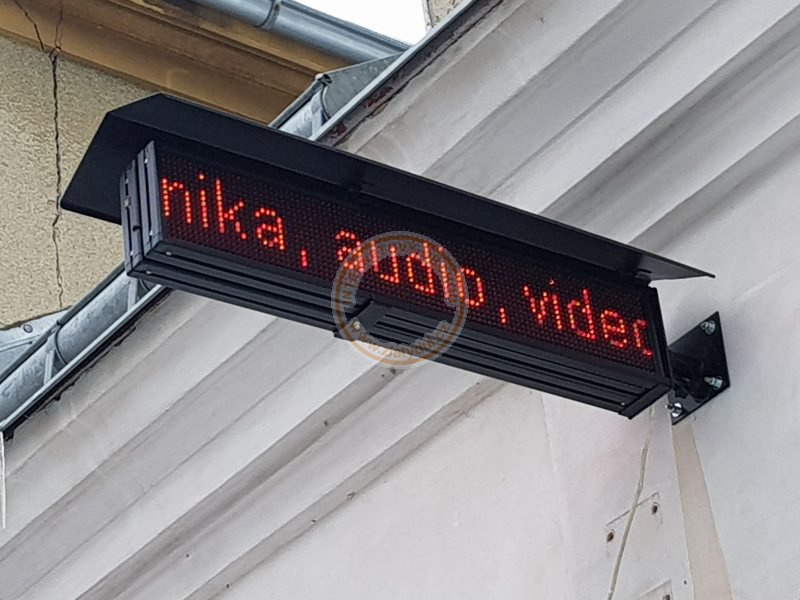 nika, audio, video